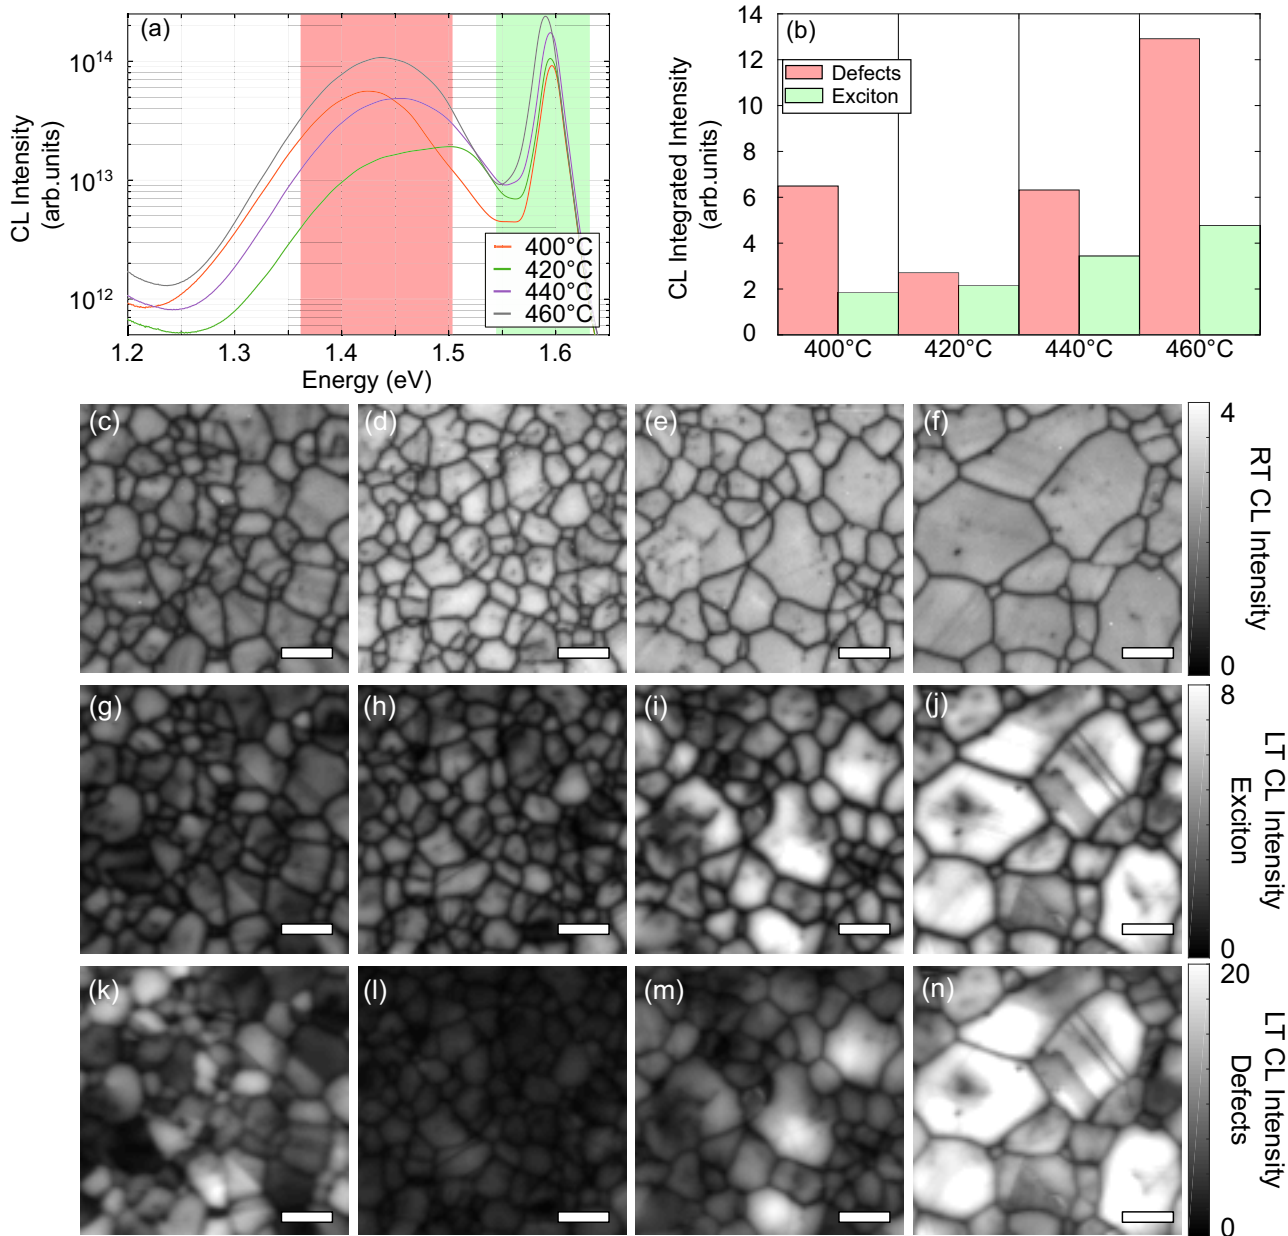 (a)
CL Intensity
(arb.units)
10^14
10^13
10^12
400°C
420°C
440°C
460°C
1.2 1.3 1.4 1.5 1.6
Energy (eV)
(b)
CL Integrated Intensity
(arb.units)
14
12
10
8
6
4
2
0
Defects
Exciton
400°C 420°C 440°C 460°C
(c) (d) (e) (f)
4
RT CL Intensity
0
(g) (h) (i) (j)
8
LT CL Intensity
Exciton
0
(k) (l) (m) (n)
20
LT CL Intensity
Defects
0